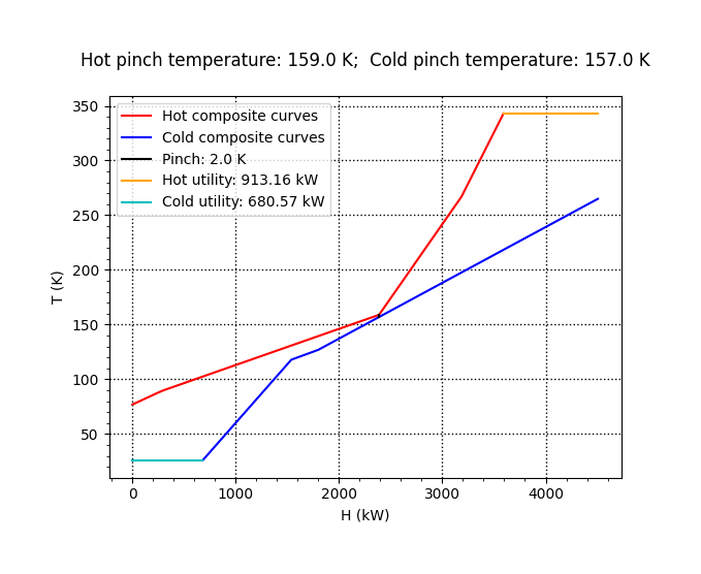 Hot pinch temperature: 159.0 K;  Cold pinch temperature: 157.0 K
Hot composite curves
Cold composite curves
Pinch: 2.0 K
Hot utility: 913.16 kW
Cold utility: 680.57 kW
350
300
250
200
150
100
50
T (K)
0 1000 2000 3000 4000
H (kW)